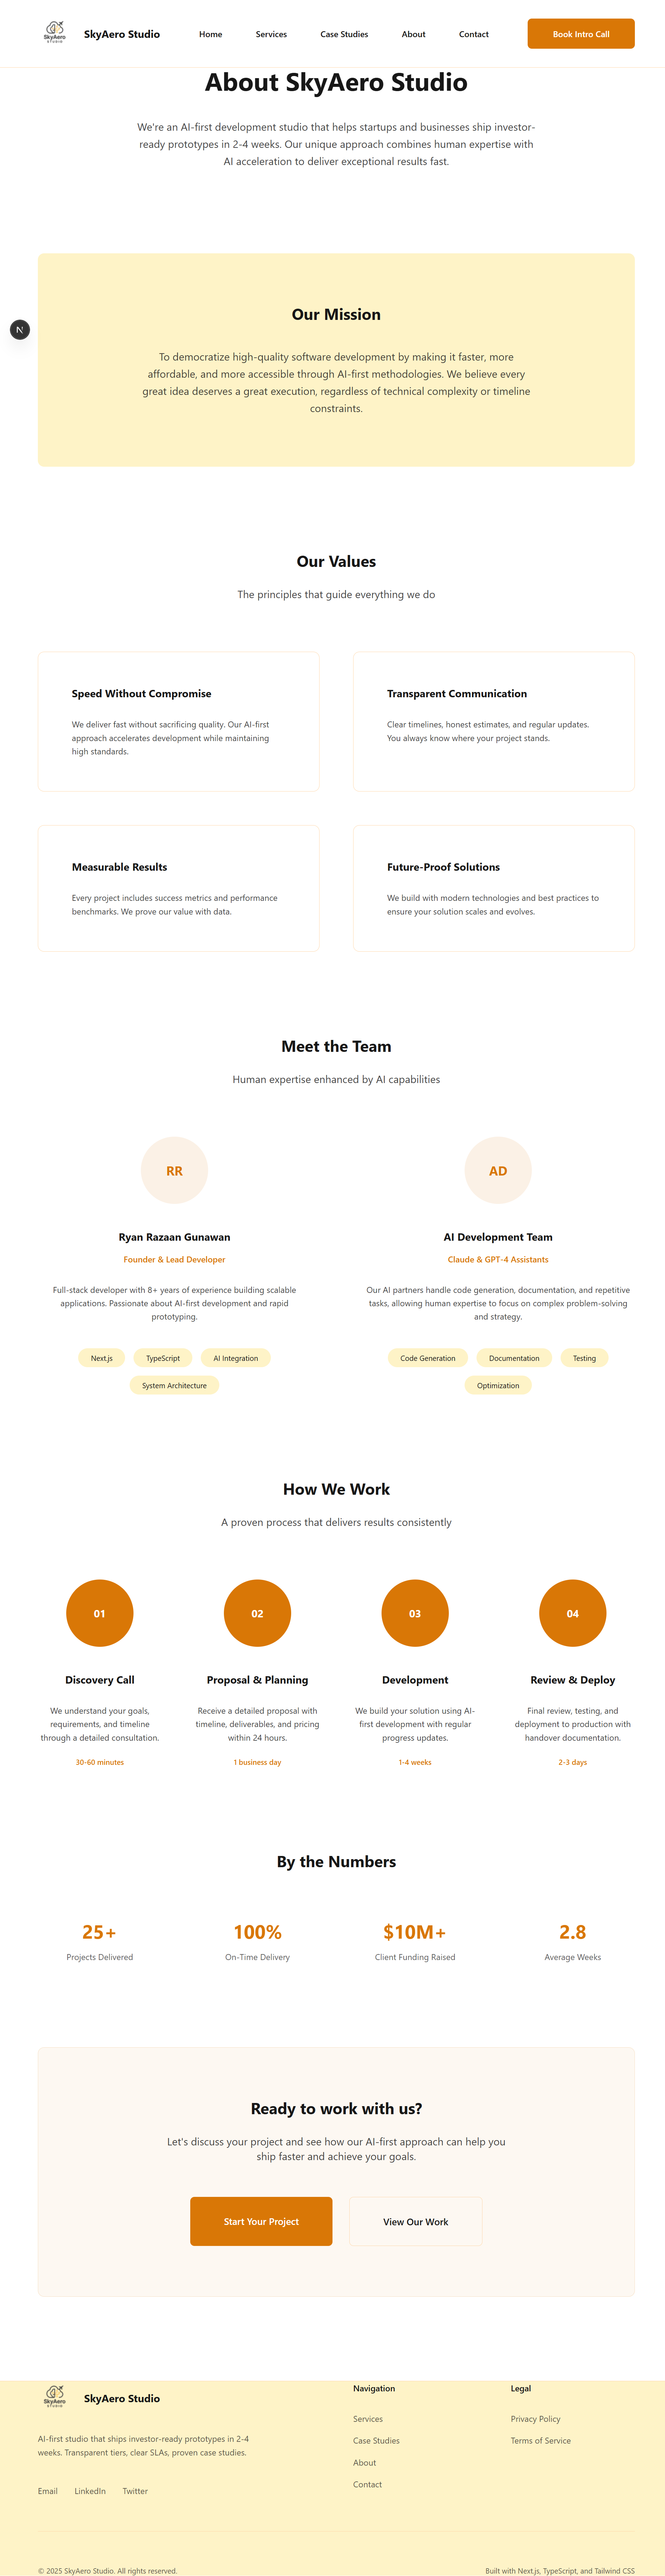 SkyAero STUDIO
SkyAero Studio
Home
Services
Case Studies
About
Contact
Book Intro Call
About SkyAero Studio
We're an AI-first development studio that helps startups and businesses ship investor-
ready prototypes in 2-4 weeks. Our unique approach combines human expertise with
AI acceleration to deliver exceptional results fast.
N
Our Mission
To democratize high-quality software development by making it faster, more
affordable, and more accessible through AI-first methodologies. We believe every
great idea deserves a great execution, regardless of technical complexity or timeline
constraints.
Our Values
The principles that guide everything we do
Speed Without Compromise
We deliver fast without sacrificing quality. Our AI-first
approach accelerates development while maintaining
high standards.
Transparent Communication
Clear timelines, honest estimates, and regular updates.
You always know where your project stands.
Measurable Results
Every project includes success metrics and performance
benchmarks. We prove our value with data.
Future-Proof Solutions
We build with modern technologies and best practices to
ensure your solution scales and evolves.
Meet the Team
Human expertise enhanced by AI capabilities
RR
Ryan Razaan Gunawan
Founder & Lead Developer
Full-stack developer with 8+ years of experience building scalable
applications. Passionate about AI-first development and rapid
prototyping.
Next.js
TypeScript
AI Integration
System Architecture
AD
AI Development Team
Claude & GPT-4 Assistants
Our AI partners handle code generation, documentation, and repetitive
tasks, allowing human expertise to focus on complex problem-solving
and strategy.
Code Generation
Documentation
Testing
Optimization
How We Work
A proven process that delivers results consistently
01
Discovery Call
We understand your goals,
requirements, and timeline
through a detailed consultation.
30-60 minutes
02
Proposal & Planning
Receive a detailed proposal with
timeline, deliverables, and pricing
within 24 hours.
1 business day
03
Development
We build your solution using AI-
first development with regular
progress updates.
1-4 weeks
04
Review & Deploy
Final review, testing, and
deployment to production with
handover documentation.
2-3 days
By the Numbers
25+
Projects Delivered
100%
On-Time Delivery
$10M+
Client Funding Raised
2.8
Average Weeks
Ready to work with us?
Let's discuss your project and see how our AI-first approach can help you
ship faster and achieve your goals.
Start Your Project
View Our Work
SkyAero STUDIO
SkyAero Studio
AI-first studio that ships investor-ready prototypes in 2-4
weeks. Transparent tiers, clear SLAs, proven case studies.
Email
LinkedIn
Twitter
Navigation
Services
Case Studies
About
Contact
Legal
Privacy Policy
Terms of Service
© 2025 SkyAero Studio. All rights reserved.
Built with Next.js, TypeScript, and Tailwind CSS